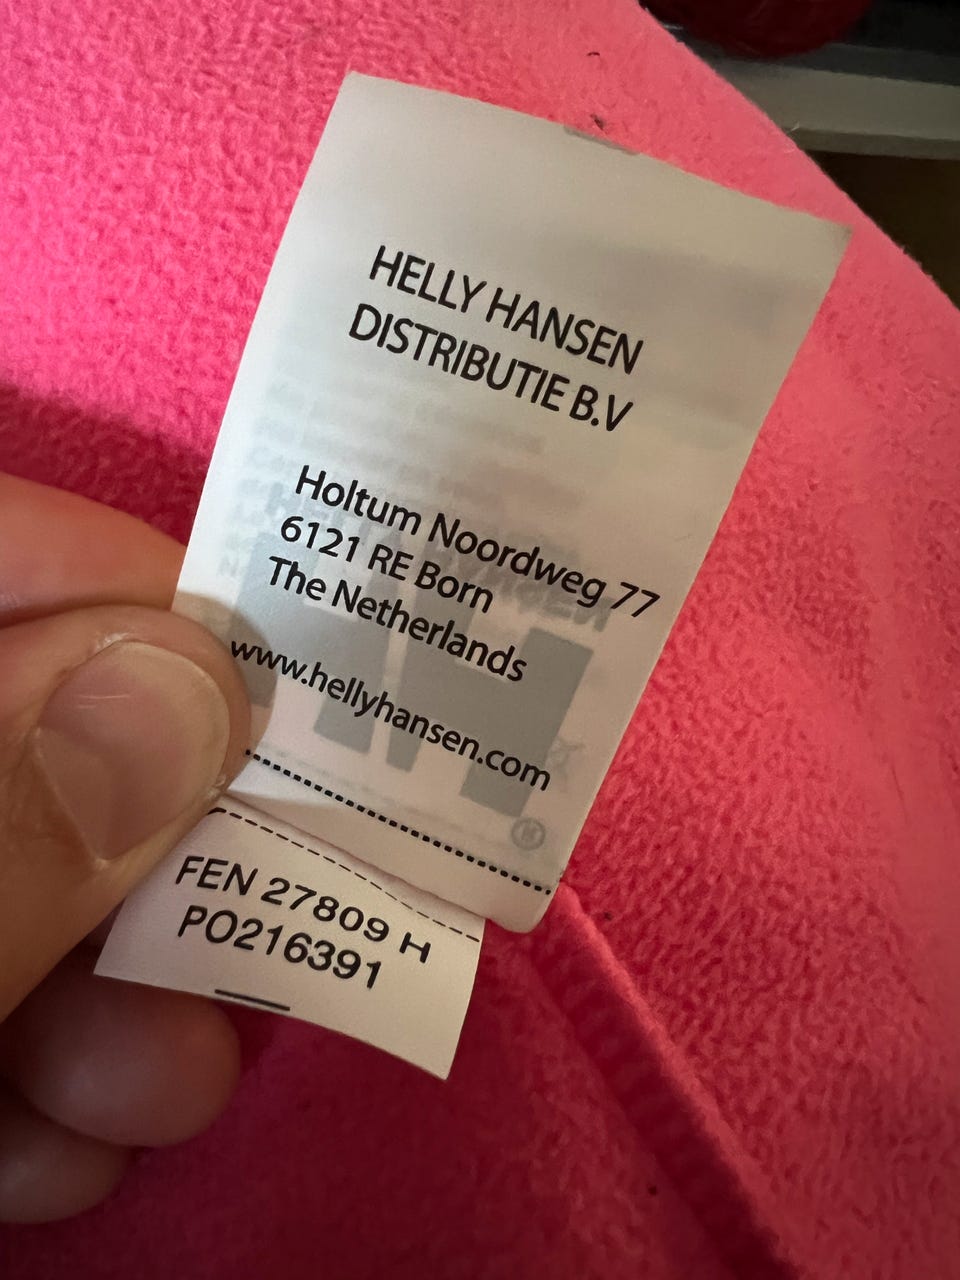 HELLY HANSEN
DISTRIBUTIE B.V
Holtum Noordweg 77
6121 RE Born
The Netherlands
www.hellyhansen.com
FEN 27809 H
PO216391